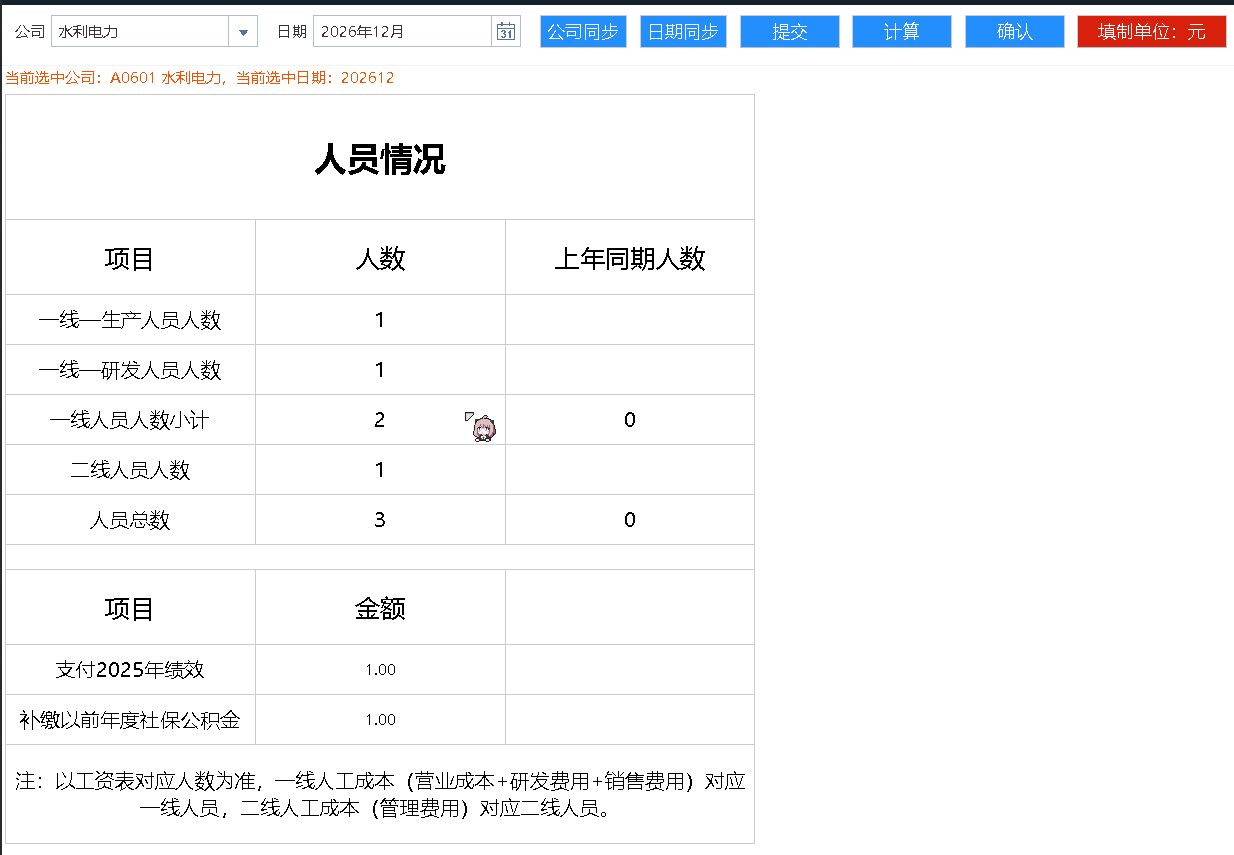 公司 水利电力 日期 2026年12月 31 公司同步 日期同步 提交 计算 确认 填制单位：元
当前选中公司：A0601 水利电力，当前选中日期：202612
人员情况
项目 人数 上年同期人数
一线—生产人员人数 1
一线—研发人员人数 1
一线人员人数小计 2 0
二线人员人数 1
人员总数 3 0
项目 金额
支付2025年绩效 1.00
补缴以前年度社保公积金 1.00
注：以工资表对应人数为准，一线人工成本（营业成本+研发费用+销售费用）对应
一线人员，二线人工成本（管理费用）对应二线人员。